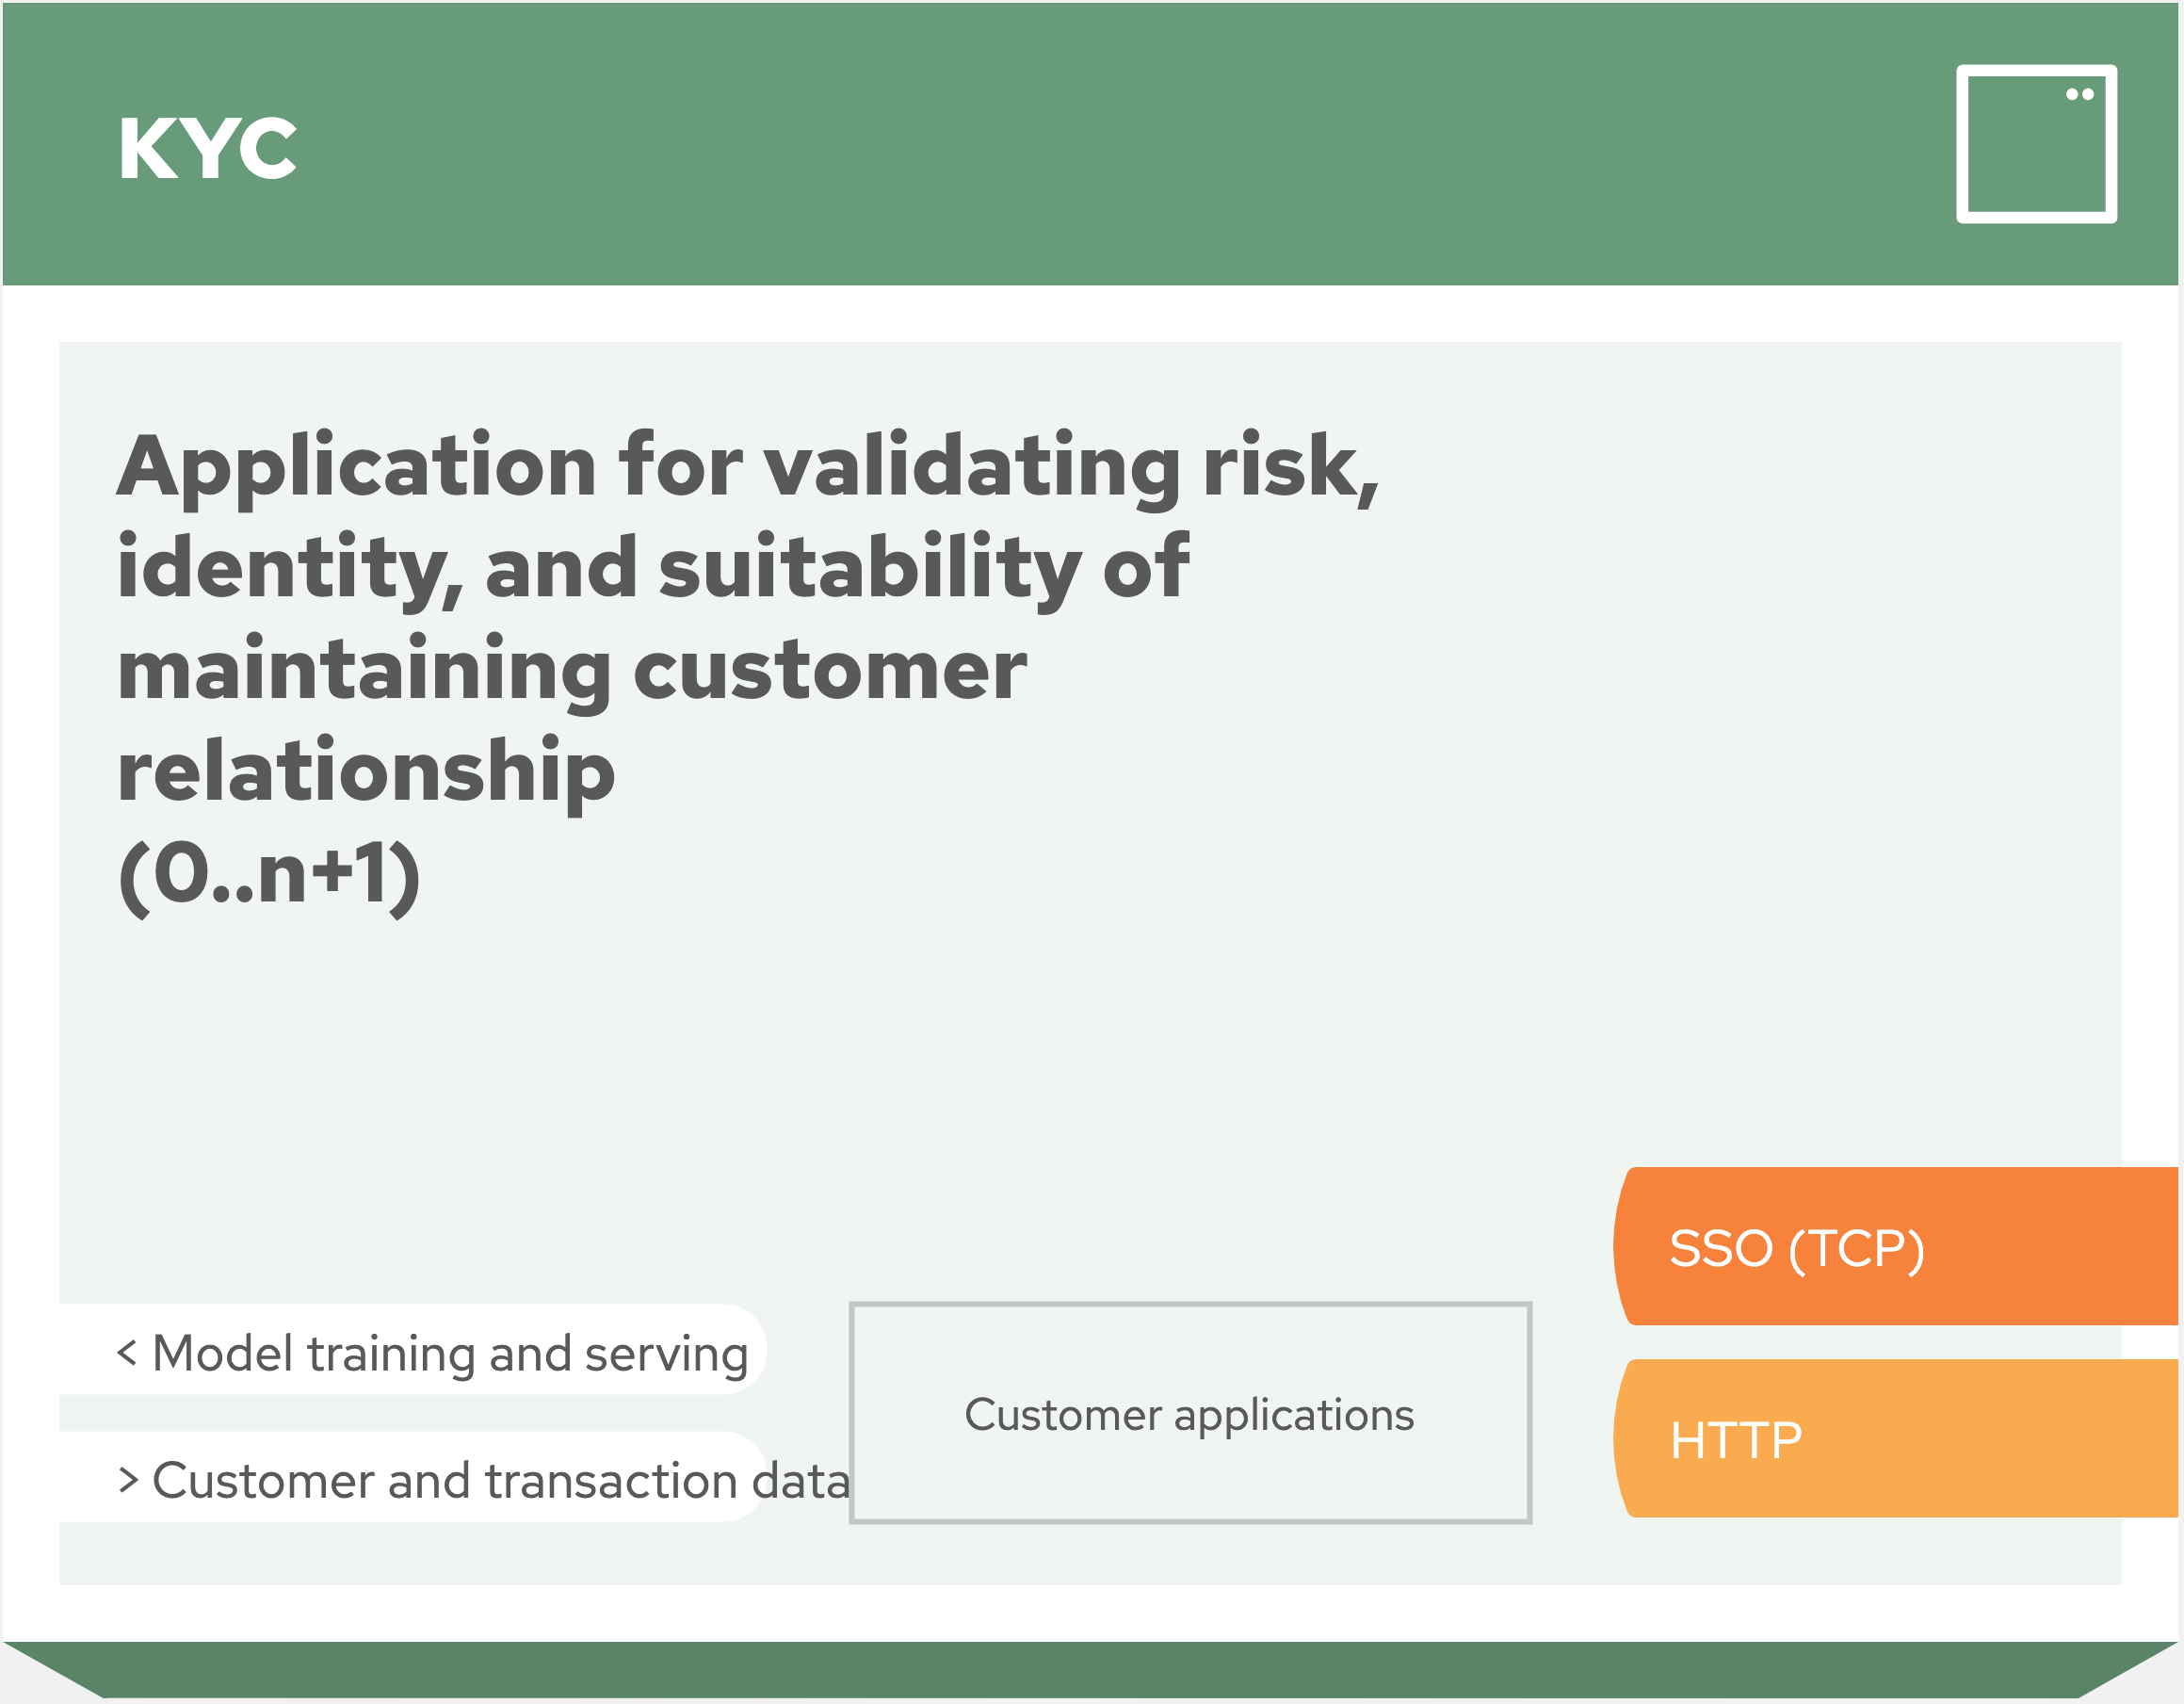 KYC
Application for validating risk,
identity, and suitability of
maintaining customer
relationship
(0..n+1)
SSO (TCP)
< Model training and serving
Customer applications
HTTP
> Customer and transaction data